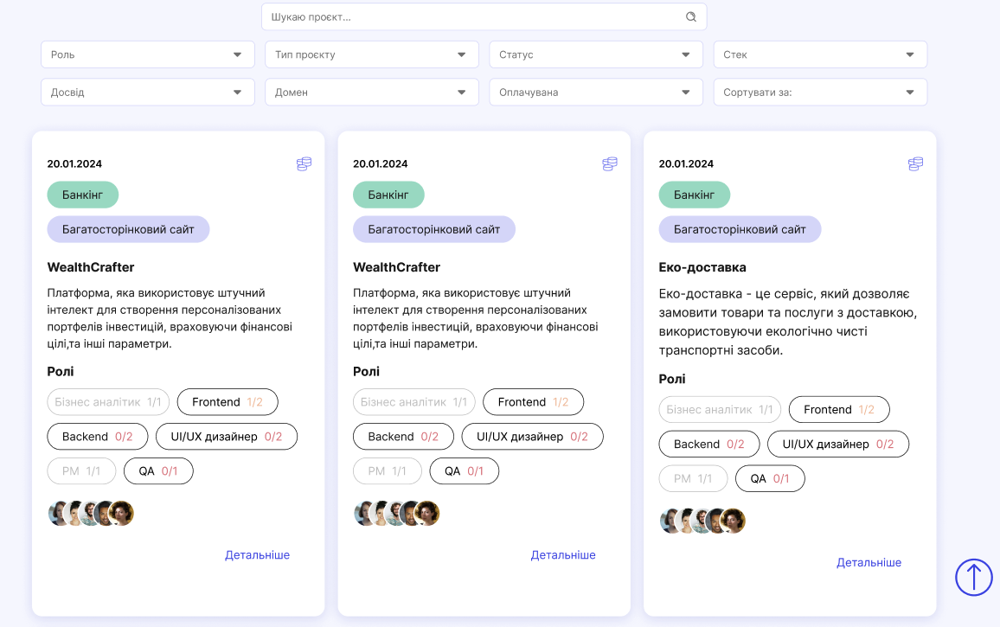 Шукаю проєкт...
Роль
Тип проєкту
Статус
Стек
Досвід
Домен
Оплачувана
Сортувати за:
20.01.2024
Банкінг
Багатосторінковий сайт
WealthCrafter
Платформа, яка використовує штучний
інтелект для створення персоналізованих
портфелів інвестицій, враховуючи фінансові
цілі,та інші параметри.
Ролі
Бізнес аналітик 1/1
Frontend 1/2
Backend 0/2
UI/UX дизайнер 0/2
PM 1/1
QA 0/1
Детальніше
20.01.2024
Банкінг
Багатосторінковий сайт
WealthCrafter
Платформа, яка використовує штучний
інтелект для створення персоналізованих
портфелів інвестицій, враховуючи фінансові
цілі,та інші параметри.
Ролі
Бізнес аналітик 1/1
Frontend 1/2
Backend 0/2
UI/UX дизайнер 0/2
PM 1/1
QA 0/1
Детальніше
20.01.2024
Банкінг
Багатосторінковий сайт
Еко-доставка
Еко-доставка - це сервіс, який дозволяє
замовити товари та послуги з доставкою,
використовуючи екологічно чисті
транспортні засоби.
Ролі
Бізнес аналітик 1/1
Frontend 1/2
Backend 0/2
UI/UX дизайнер 0/2
PM 1/1
QA 0/1
Детальніше